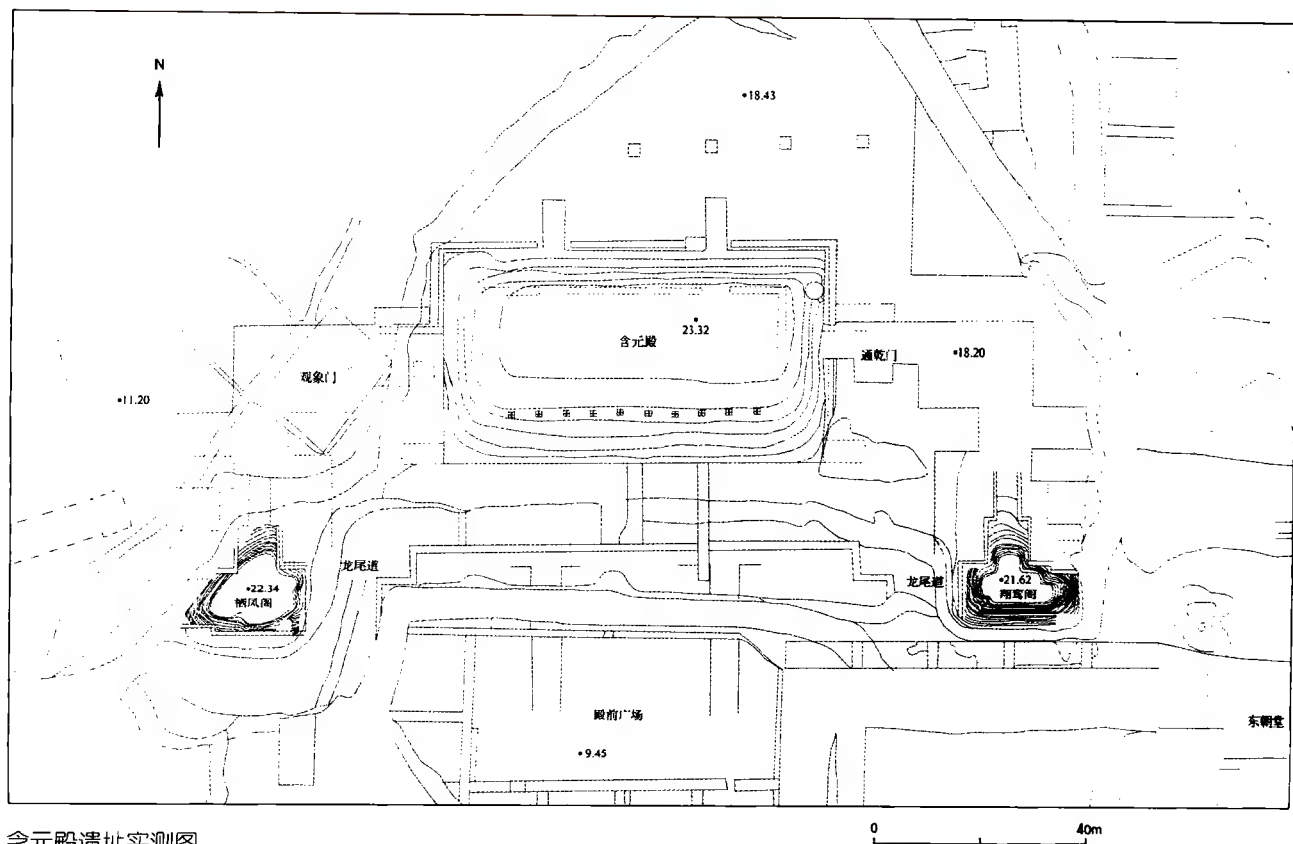 N
•18.43
23.32
含元殿
通乾门
•18.20
观象门
•11.20
龙尾道
•22.34
栖凤阁
龙尾道
•21.62
翔鸾阁
殿前广场
•9.45
东朝堂
含元殿遗址实测图
0 40m